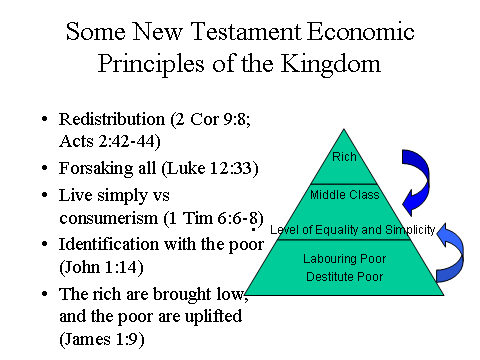 Some New Testament Economic
Principles of the Kingdom
• Redistribution (2 Cor 9:8;
Acts 2:42-44)
• Forsaking all (Luke 12:33)
• Live simply vs
consumerism (1 Tim 6:6-8)
• Identification with the poor
(John 1:14)
• The rich are brought low,
and the poor are uplifted
(James 1:9)
Rich
Middle Class
• Level of Equality and Simplicity
Labouring Poor
Destitute Poor